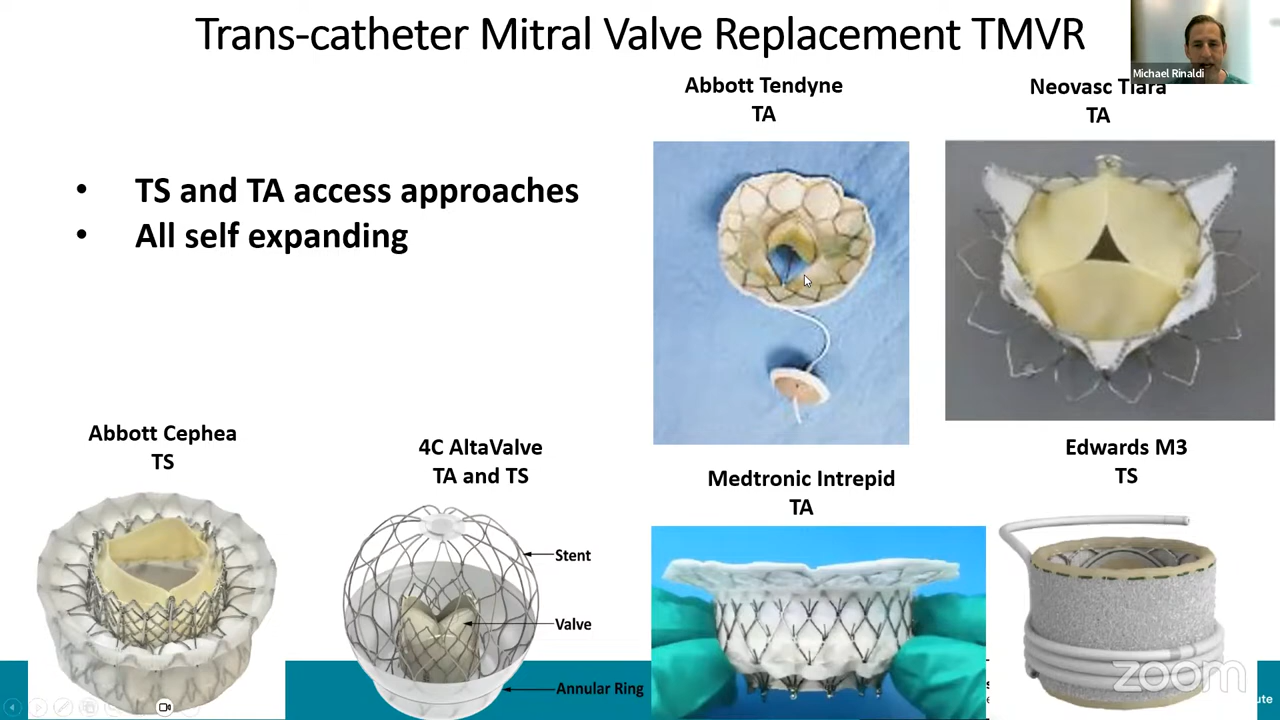 Trans-catheter Mitral Valve Replacement TMVR
Michael Rinaldi
• TS and TA access approaches
• All self expanding
Abbott Tendyne
TA
Neovasc Tiara
TA
Abbott Cephea
TS
4C AltaValve
TA and TS
Stent
Valve
Annular Ring
Medtronic Intrepid
TA
Edwards M3
TS
zoom